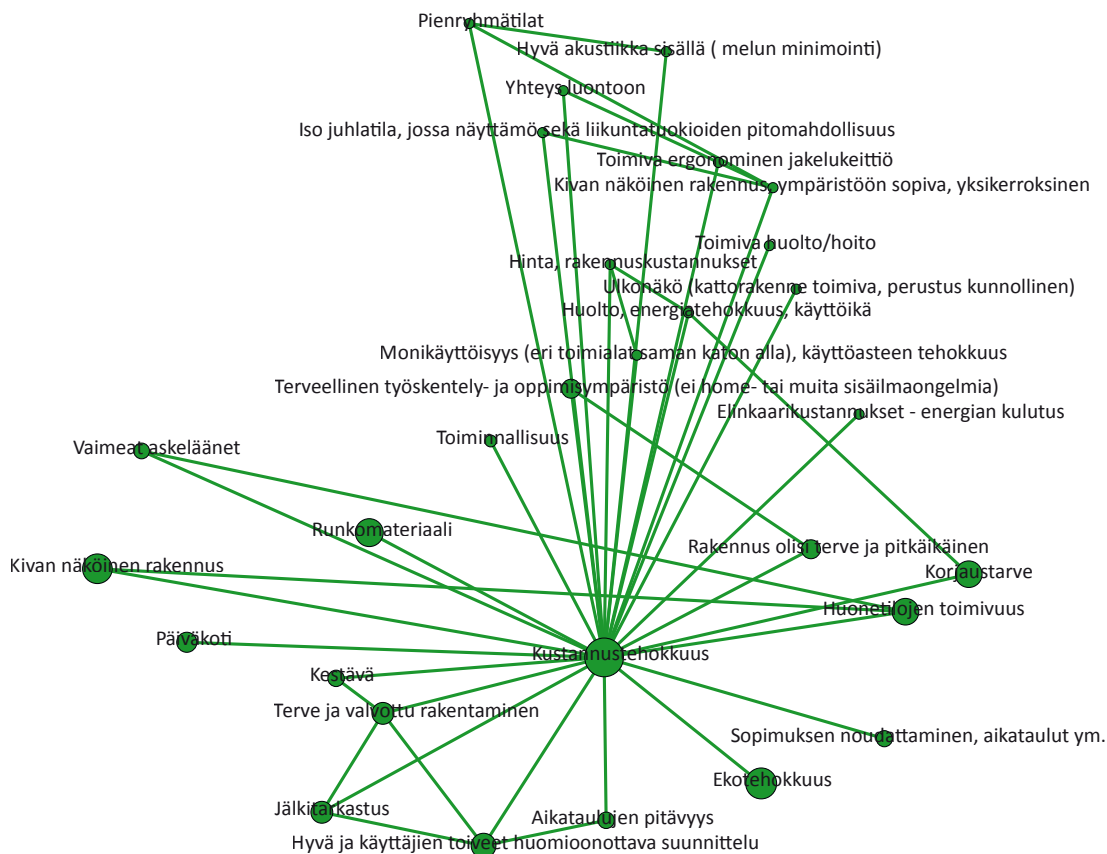 Pienryhmätilat
Hyvä akustiikka sisällä ( melun minimointi)
Yhteys luontoon
Iso juhlatila, jossa näyttämö sekä liikuntatuokioiden pitomahdollisuus
Toimiva ergonominen jakelukeittiö
Kivan näköinen rakennus, ympäristöön sopiva, yksikerroksinen
Toimiva huolto/hoito
Hinta, rakennuskustannukset
Ulkonäkö (kattorakenne toimiva, perustus kunnollinen)
Huolto, energiatehokkuus, käyttöikä
Monikäyttöisyys (eri toimialat saman katon alla), käyttöasteen tehokkuus
Terveellinen työskentely- ja oppimisympäristö (ei home- tai muita sisäilmaongelmia)
Elinkaarikustannukset - energian kulutus
Toiminnallisuus
Vaimeat askeläänet
Runkomateriaali
Rakennus olisi terve ja pitkäikäinen
Kivan näköinen rakennus
Korjaustarve
Huonetilojen toimivuus
Päiväkoti
Kustannustehokkuus
Kestävä
Terve ja valvottu rakentaminen
Sopimuksen noudattaminen, aikataulut ym.
Ekotehokkuus
Jälkitarkastus
Aikataulujen pitävyys
Hyvä ja käyttäjien toiveet huomioonottava suunnittelu